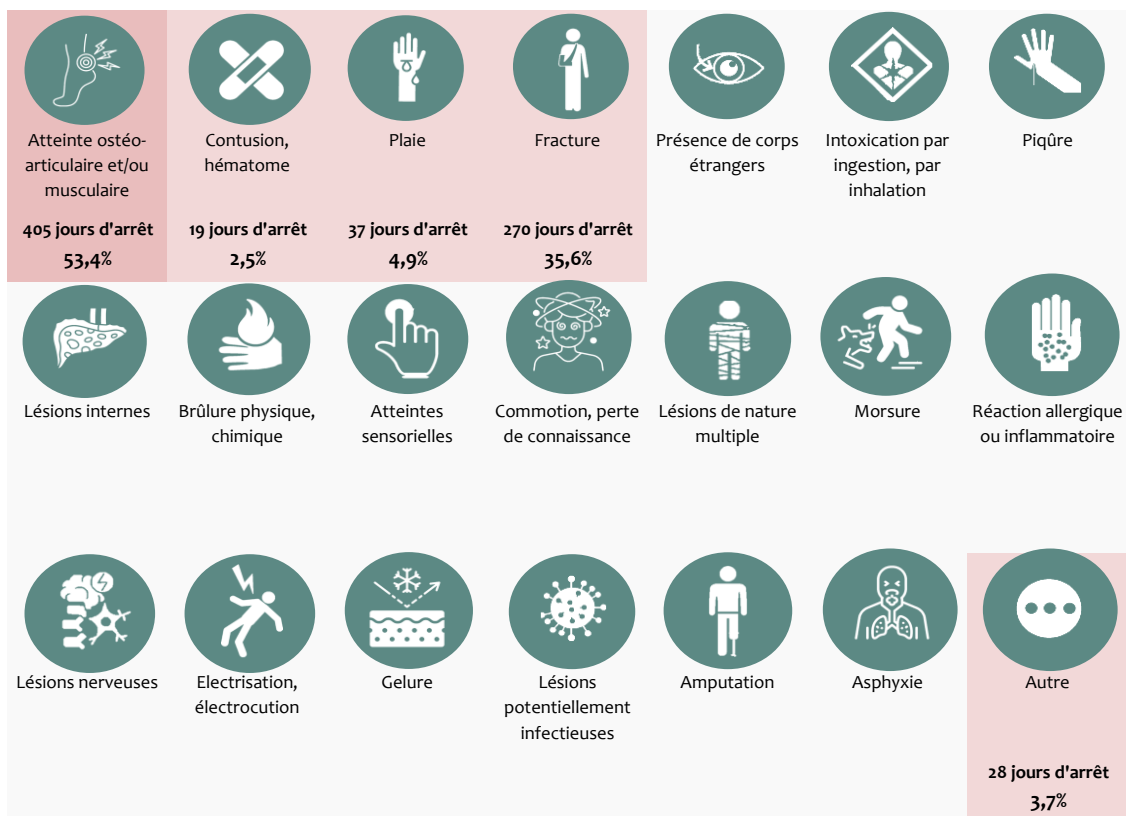 Atteinte ostéo-
articulaire et/ou
musculaire
405 jours d'arrêt
53,4%
Contusion,
hématome
19 jours d'arrêt
2,5%
Plaie
37 jours d'arrêt
4,9%
Fracture
270 jours d'arrêt
35,6%
Présence de corps
étrangers
Intoxication par
ingestion, par
inhalation
Piqûre
Lésions internes
Brûlure physique,
chimique
Atteintes
sensorielles
Commotion, perte
de connaissance
Lésions de nature
multiple
Morsure
Réaction allergique
ou inflammatoire
Lésions nerveuses
Electrisation,
électrocution
Gelure
Lésions
potentiellement
infectieuses
Amputation
Asphyxie
Autre
28 jours d'arrêt
3,7%